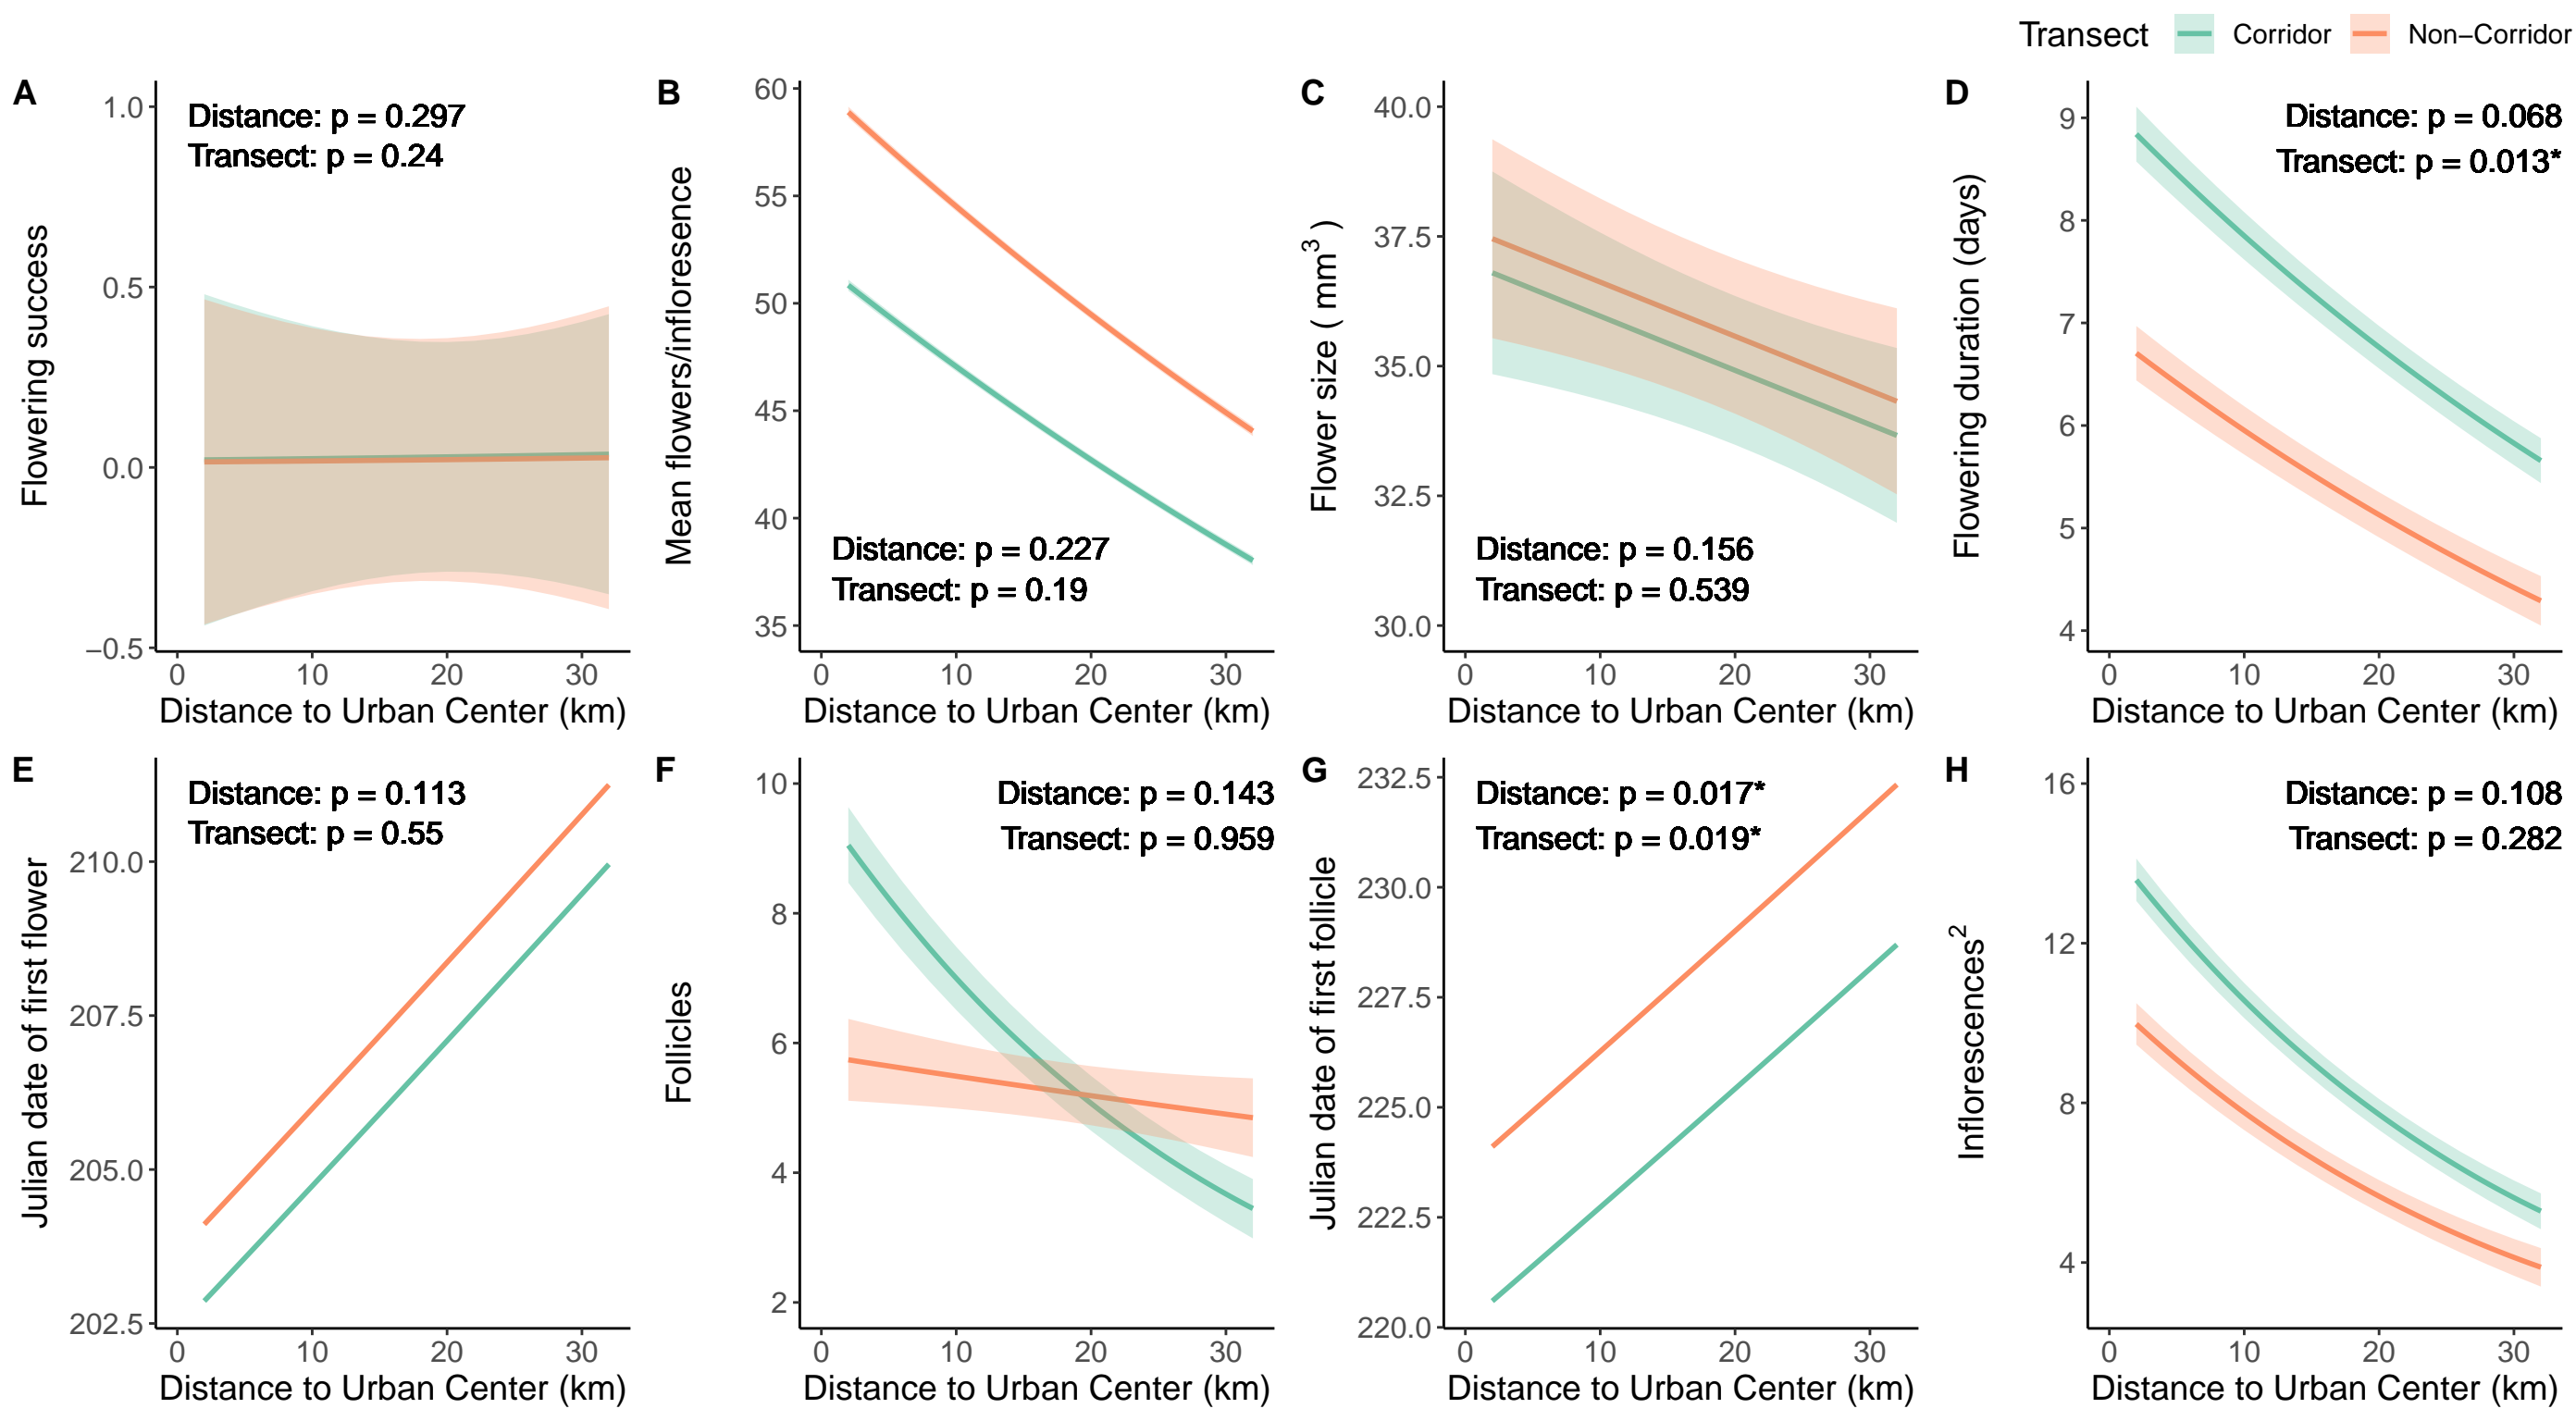 Transect Corridor Non−Corridor
A
Distance: p = 0.297
Transect: p = 0.24
Flowering success
1.0
0.5
0.0
−0.5
0 10 20 30
Distance to Urban Center (km)
B
Mean flowers/infloresence
60
55
50
45
40
35
Distance: p = 0.227
Transect: p = 0.19
0 10 20 30
Distance to Urban Center (km)
C
Flower size ( mm3 )
40.0
37.5
35.0
32.5
30.0
Distance: p = 0.156
Transect: p = 0.539
0 10 20 30
Distance to Urban Center (km)
D
Distance: p = 0.068
Transect: p = 0.013*
Flowering duration (days)
9
8
7
6
5
4
0 10 20 30
Distance to Urban Center (km)
E
Distance: p = 0.113
Transect: p = 0.55
Julian date of first flower
210.0
207.5
205.0
202.5
0 10 20 30
Distance to Urban Center (km)
F
Distance: p = 0.143
Transect: p = 0.959
Follicles
10
8
6
4
2
0 10 20 30
Distance to Urban Center (km)
G
Distance: p = 0.017*
Transect: p = 0.019*
Julian date of first follicle
232.5
230.0
227.5
225.0
222.5
220.0
0 10 20 30
Distance to Urban Center (km)
H
Distance: p = 0.108
Transect: p = 0.282
Inflorescences2
16
12
8
4
0 10 20 30
Distance to Urban Center (km)